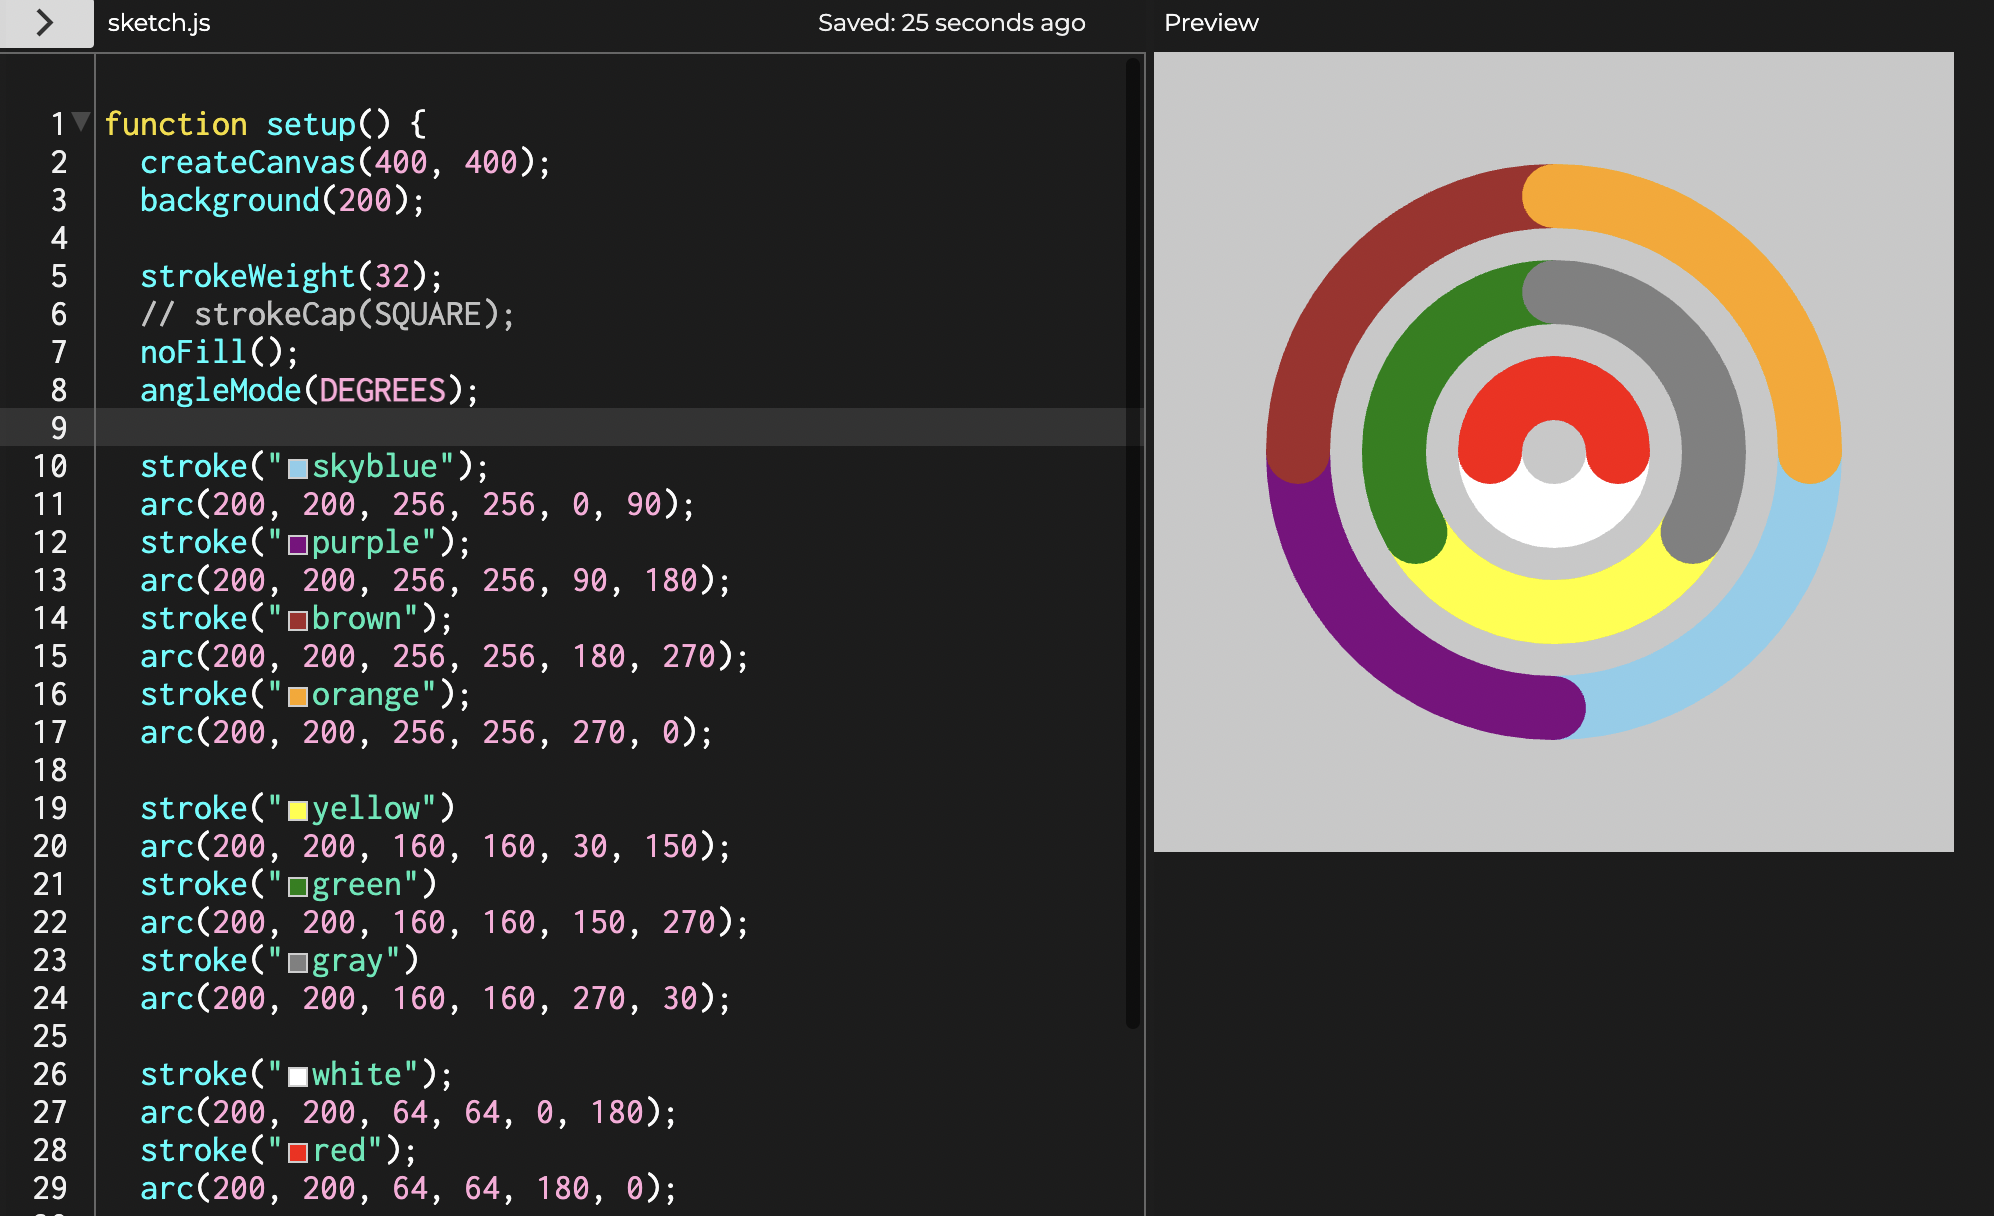 sketch.js
Saved: 25 seconds ago
Preview
1 function setup() {
2 createCanvas(400, 400);
3 background(200);
4
5 strokeWeight(32);
6 // strokeCap(SQUARE);
7 noFill();
8 angleMode(DEGREES);
9
10 stroke("skyblue");
11 arc(200, 200, 256, 256, 0, 90);
12 stroke("purple");
13 arc(200, 200, 256, 256, 90, 180);
14 stroke("brown");
15 arc(200, 200, 256, 256, 180, 270);
16 stroke("orange");
17 arc(200, 200, 256, 256, 270, 0);
18
19 stroke("yellow")
20 arc(200, 200, 160, 160, 30, 150);
21 stroke("green")
22 arc(200, 200, 160, 160, 150, 270);
23 stroke("gray")
24 arc(200, 200, 160, 160, 270, 30);
25
26 stroke("white");
27 arc(200, 200, 64, 64, 0, 180);
28 stroke("red");
29 arc(200, 200, 64, 64, 180, 0);